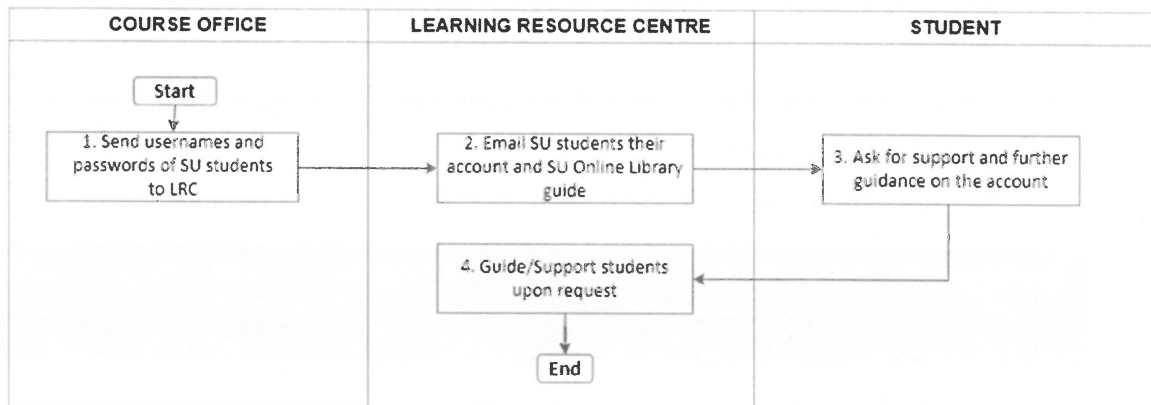 COURSE OFFICE
LEARNING RESOURCE CENTRE
STUDENT
Start
1. Send usernames and
passwords of SU students
to LRC
2. Email SU students their
account and SU Online Library
guide
3. Ask for support and further
guidance on the account
4. Guide/Support students
upon request
End